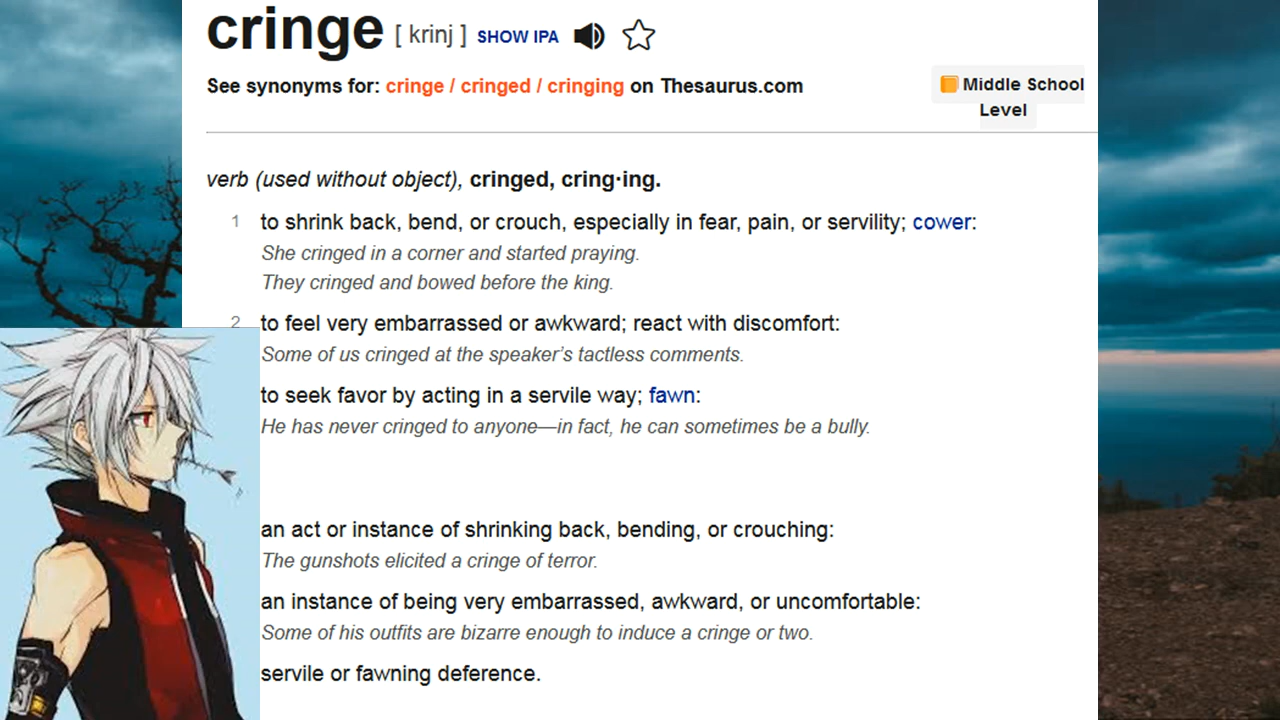 cringe [ krinj ] SHOW IPA
See synonyms for: cringe / cringed / cringing on Thesaurus.com
Middle School
Level
verb (used without object), cringed, cring·ing.
1 to shrink back, bend, or crouch, especially in fear, pain, or servility; cower:
She cringed in a corner and started praying.
They cringed and bowed before the king.
2 to feel very embarrassed or awkward; react with discomfort:
Some of us cringed at the speaker’s tactless comments.
to seek favor by acting in a servile way; fawn:
He has never cringed to anyone—in fact, he can sometimes be a bully.
an act or instance of shrinking back, bending, or crouching:
The gunshots elicited a cringe of terror.
an instance of being very embarrassed, awkward, or uncomfortable:
Some of his outfits are bizarre enough to induce a cringe or two.
servile or fawning deference.